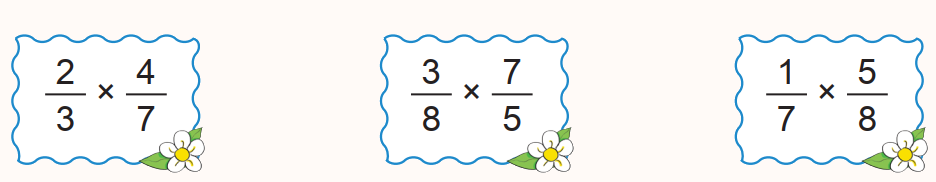 2/3 × 4/7
3/8 × 7/5
1/7 × 5/8